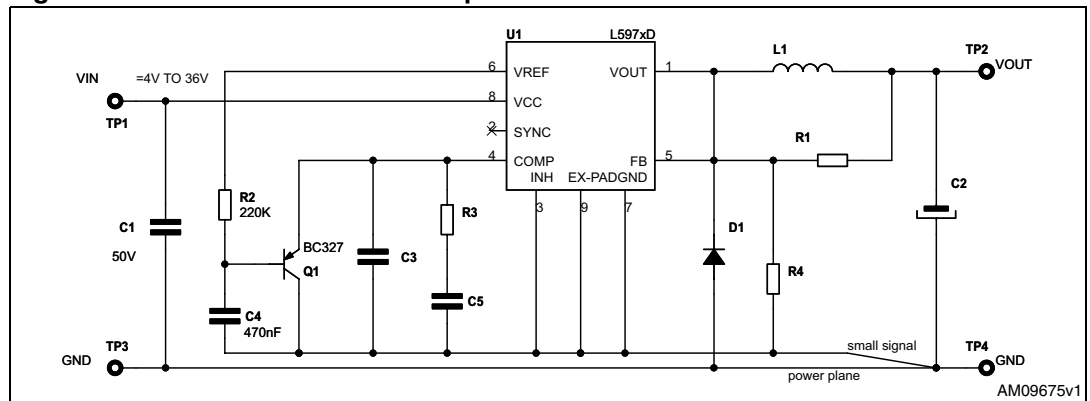 U1
L597xD
L1
TP2
VOUT
VIN
=4V TO 36V
6
VREF
VOUT
1
8
VCC
TP1
2
SYNC
R1
4
COMP
FB
5
INH
EX-PADGND
3
9
7
R2
220K
R3
C2
C1
50V
BC327
Q1
C3
D1
R4
C4
470nF
C5
TP3
GND
small signal
TP4
GND
power plane
AM09675v1